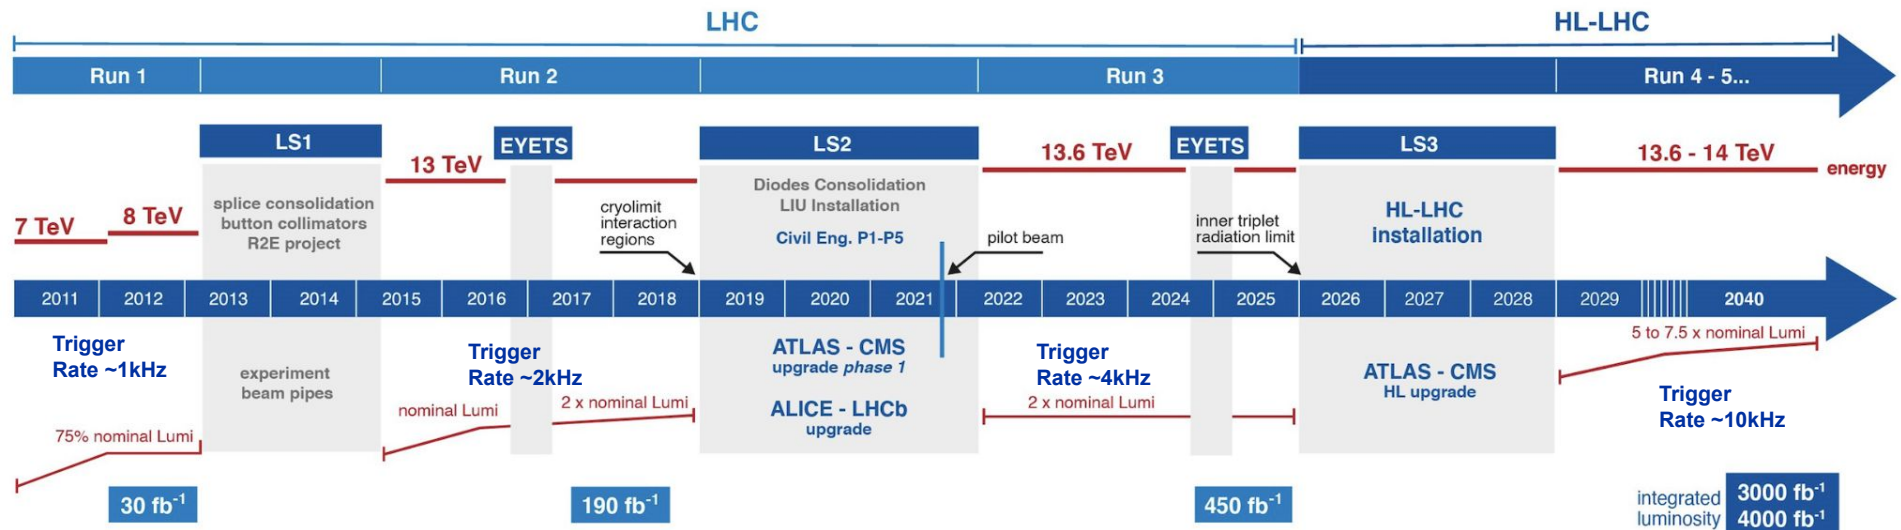 LHC
HL-LHC
Run 1
Run 2
Run 3
Run 4 - 5...
LS1
EYETS
LS2
EYETS
LS3
13 TeV
13.6 TeV
13.6 - 14 TeV
energy
7 TeV
8 TeV
splice consolidation
button collimators
R2E project
cryolimit
interaction
regions
Diodes Consolidation
LIU Installation
Civil Eng. P1-P5
pilot beam
inner triplet
radiation limit
HL-LHC
installation
2011
2012
2013
2014
2015
2016
2017
2018
2019
2020
2021
2022
2023
2024
2025
2026
2027
2028
2029
2040
Trigger
Rate ~1kHz
experiment
beam pipes
Trigger
Rate ~2kHz
ATLAS - CMS
upgrade phase 1
ALICE - LHCb
upgrade
Trigger
Rate ~4kHz
ATLAS - CMS
HL upgrade
5 to 7.5 x nominal Lumi
Trigger
Rate ~10kHz
75% nominal Lumi
nominal Lumi
2 x nominal Lumi
2 x nominal Lumi
30 fb-1
190 fb-1
450 fb-1
integrated
luminosity
3000 fb-1
4000 fb-1